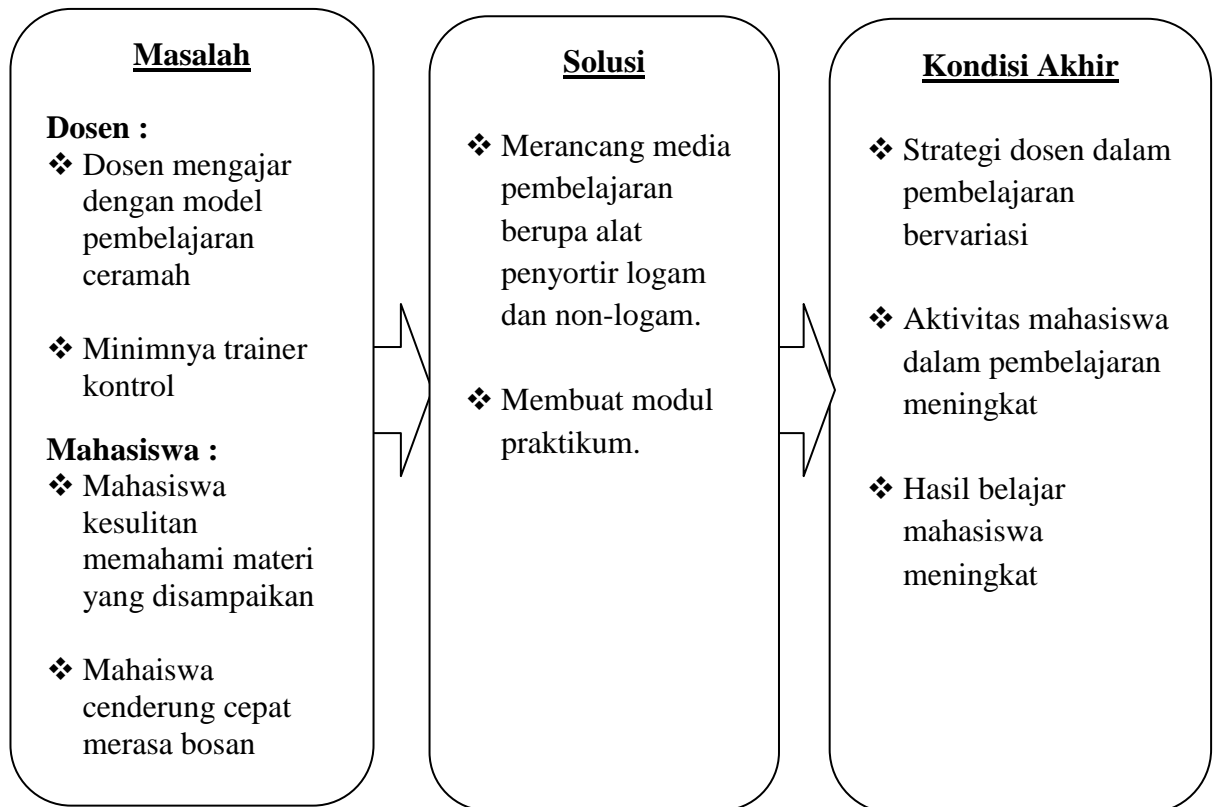 Masalah
Dosen :
❖ Dosen mengajar
dengan model
pembelajaran
ceramah
❖ Minimnya trainer
kontrol
Mahasiswa :
❖ Mahasiswa
kesulitan
memahami materi
yang disampaikan
❖ Mahaiswa
cenderung cepat
merasa bosan
Solusi
❖ Merancang media
pembelajaran
berupa alat
penyortir logam
dan non-logam.
❖ Membuat modul
praktikum.
Kondisi Akhir
❖ Strategi dosen dalam
pembelajaran
bervariasi
❖ Aktivitas mahasiswa
dalam pembelajaran
meningkat
❖ Hasil belajar
mahasiswa
meningkat